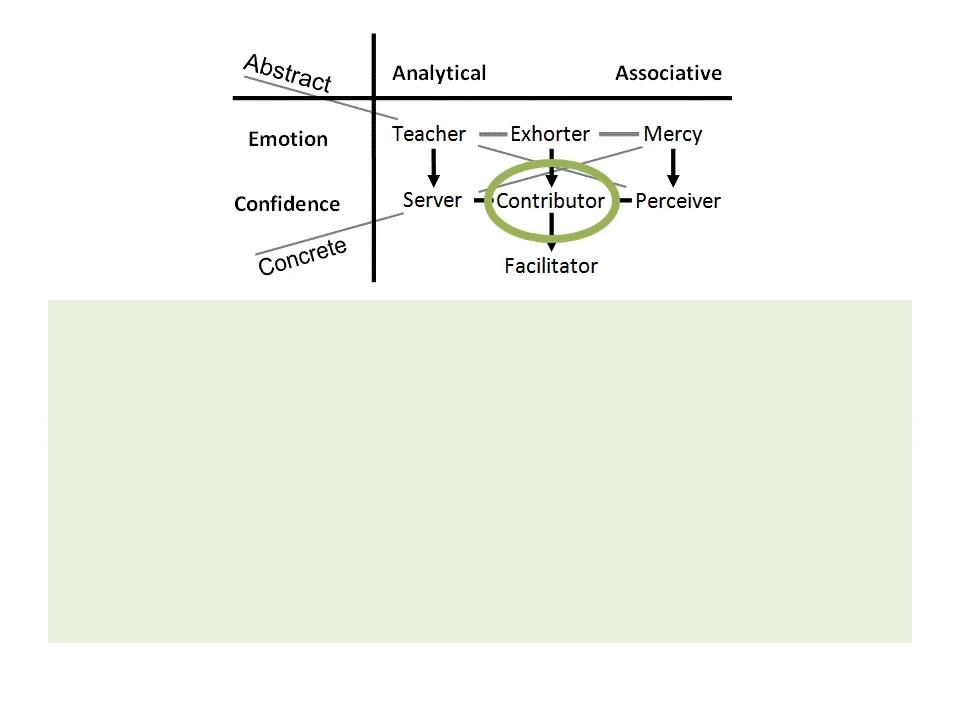 Abstract
Analytical Associative
Emotion Teacher Exhorter Mercy
Confidence Server Contributor Perceiver
Concrete
Facilitator